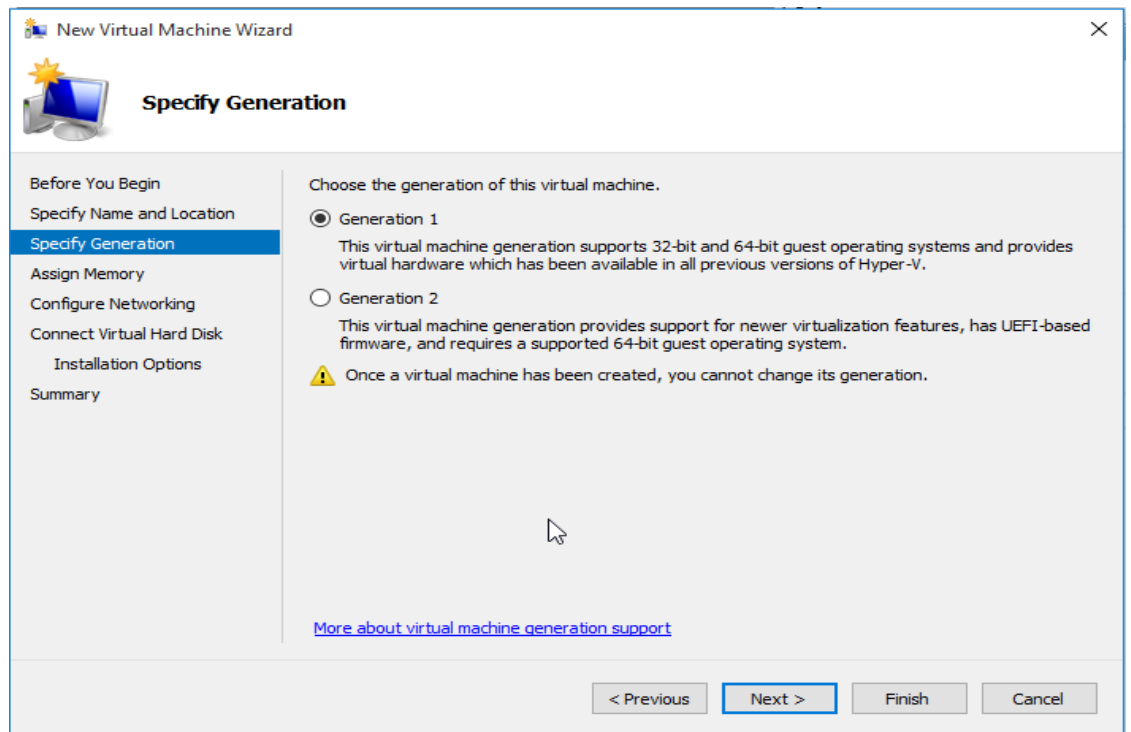 New Virtual Machine Wizard
Specify Generation
Before You Begin
Specify Name and Location
Specify Generation
Assign Memory
Configure Networking
Connect Virtual Hard Disk
Installation Options
Summary
Choose the generation of this virtual machine.
Generation 1
This virtual machine generation supports 32-bit and 64-bit guest operating systems and provides
virtual hardware which has been available in all previous versions of Hyper-V.
Generation 2
This virtual machine generation provides support for newer virtualization features, has UEFI-based
firmware, and requires a supported 64-bit guest operating system.
Once a virtual machine has been created, you cannot change its generation.
More about virtual machine generation support
< Previous
Next >
Finish
Cancel